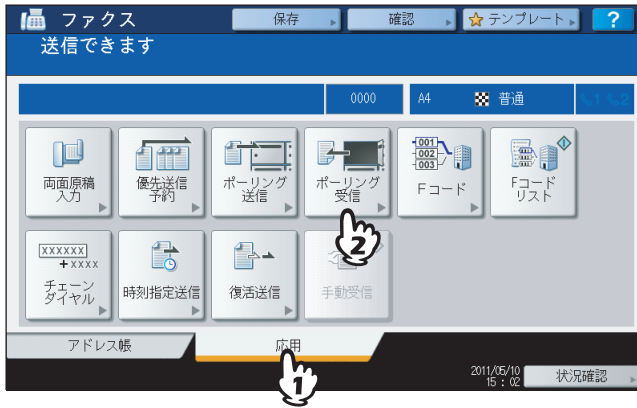 ファクス
保存
確認
テンプレート
?
送信できます
0000
A4
普通
1
2
両面原稿
入力
優先送信
予約
ポーリング
送信
ポーリング
受信
001
002
003
Fコード
Fコード
リスト
2
XXXXXX
+xxxx
チェーン
ダイヤル
時刻指定送信
復活送信
手動受信
アドレス帳
応用
1
2011/05/10
15:02
状況確認